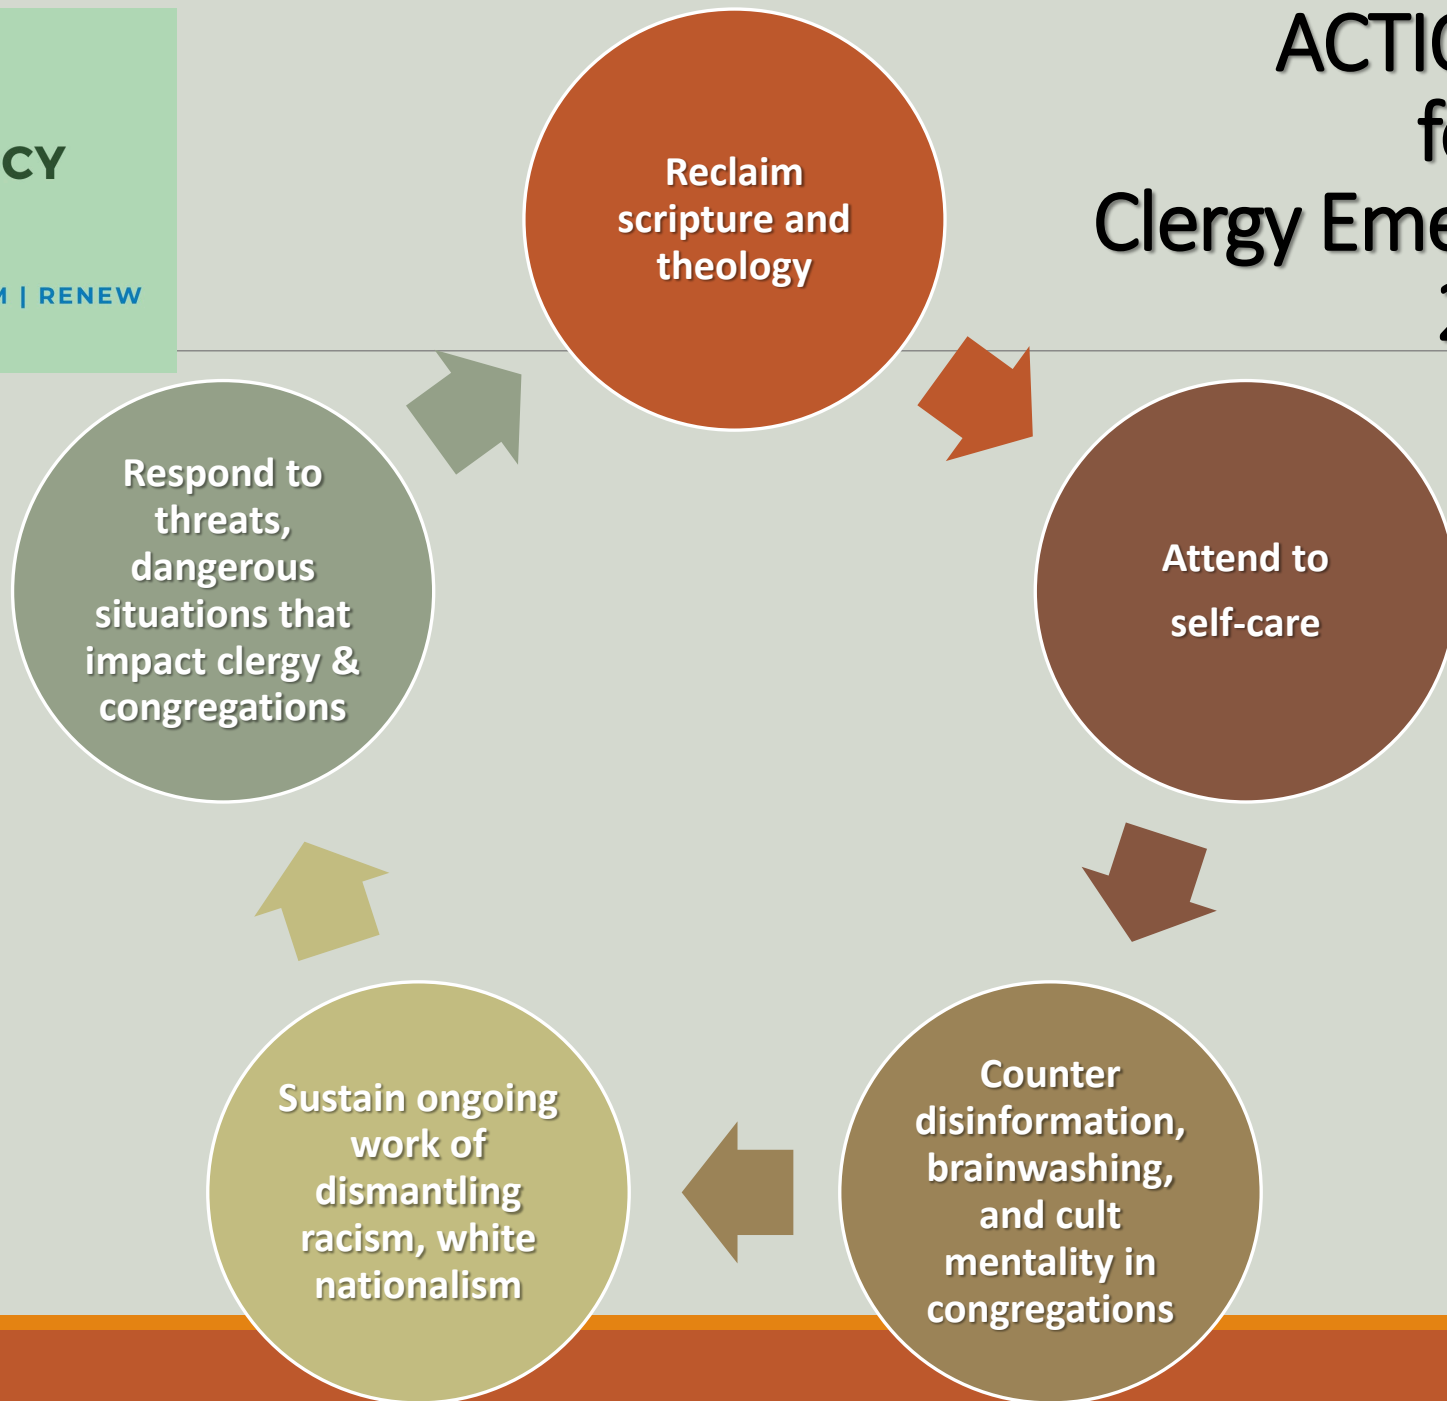 CY
M | RENEW
ACTIO
fo
Clergy Eme
2
Reclaim
scripture and
theology
Attend to
self-care
Counter
disinformation,
brainwashing,
and cult
mentality in
congregations
Sustain ongoing
work of
dismantling
racism, white
nationalism
Respond to
threats,
dangerous
situations that
impact clergy &
congregations